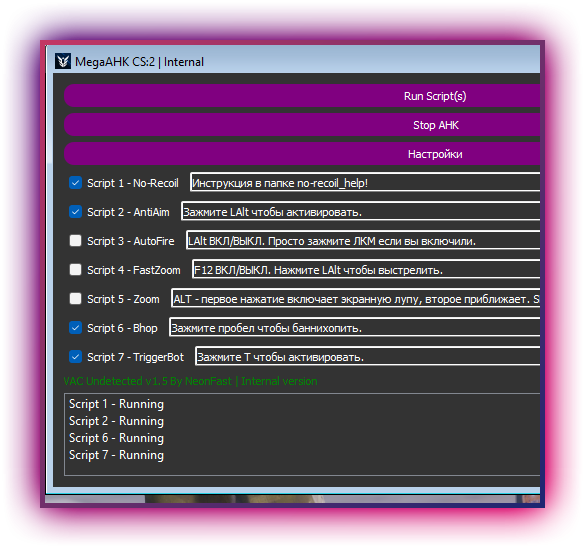 MegaAHK CS:2 | Internal
Run Script(s)
Stop AHK
Настройки
Script 1 - No-Recoil Инструкция в папке no-recoil_help!
Script 2 - AntiAim Зажмите LAlt чтобы активировать.
Script 3 - AutoFire LAlt ВКЛ/ВЫКЛ. Просто зажмите ЛКМ если вы включили.
Script 4 - FastZoom F12 ВКЛ/ВЫКЛ. Нажмите LAlt чтобы выстрелить.
Script 5 - Zoom ALT - первое нажатие включает экранную лупу, второе приближает. S
Script 6 - Bhop Зажмите пробел чтобы баннихопить.
Script 7 - TriggerBot Зажмите T чтобы активировать.
VAC Undetected v1.5 By NeonFast | Internal version
Script 1 - Running
Script 2 - Running
Script 6 - Running
Script 7 - Running